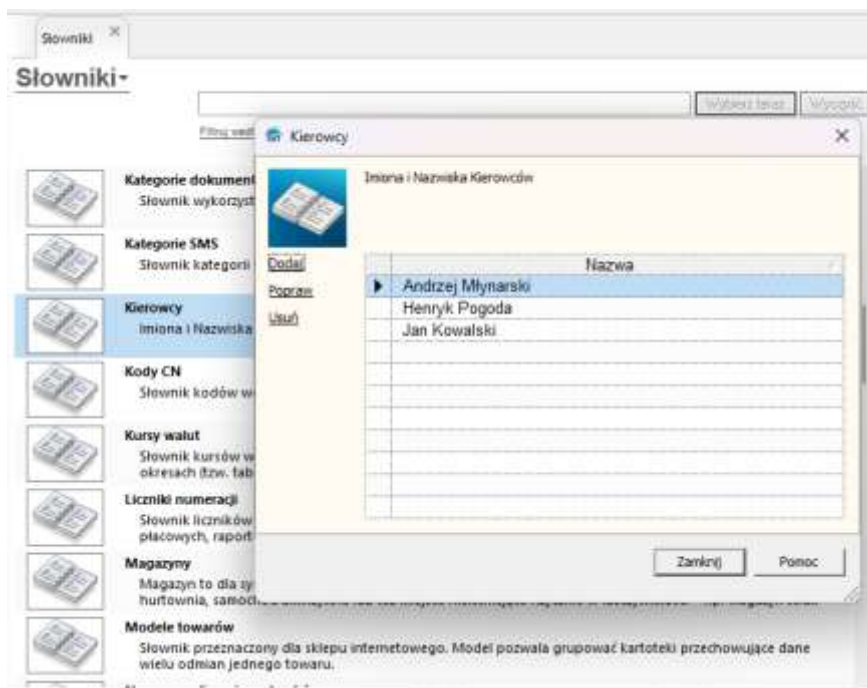 Słowniki
Słowniki
Wybierz teraz
Kierowcy
Imiona i Nazwiska Kierowców
Kategorie dokument
Słownik wykorzyst
Kategorie SMS
Słownik kategorii
Kierowcy
Imiona i Nazwiska
Kody CN
Słownik kodów w
Kursy walut
Słownik kursów w
okresach (tzw. tab
Liczniki numeracji
Słownik liczników
płacowych, raport
Magazyny
Magazyn to dla sy
hurtownia, samoch
Modele towarów
Słownik przeznaczony dla sklepu internetowego. Model pozwala grupować kartoteki przechowujące dane
wielu odmian jednego towaru.
Dodaj
Popraw
Usuń
Nazwa
Andrzej Młynarski
Henryk Pogoda
Jan Kowalski
Zamknij
Pomoc